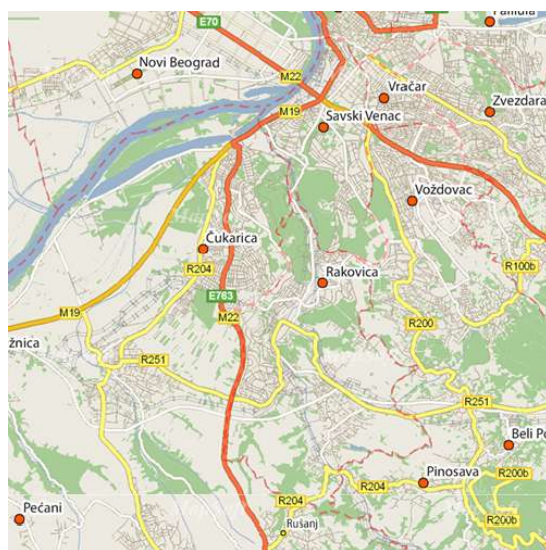 E70
Palilula
Novi Beograd
M22
Vračar
Zvezdara
M19
Savski Venac
Voždovac
Čukarica
R204
R100b
Rakovica
E763
M19
M22
R200
žnica
R251
R251
Beli Po
Pinosava
R200b
R204
R204
Pećani
Rušanj
R200b